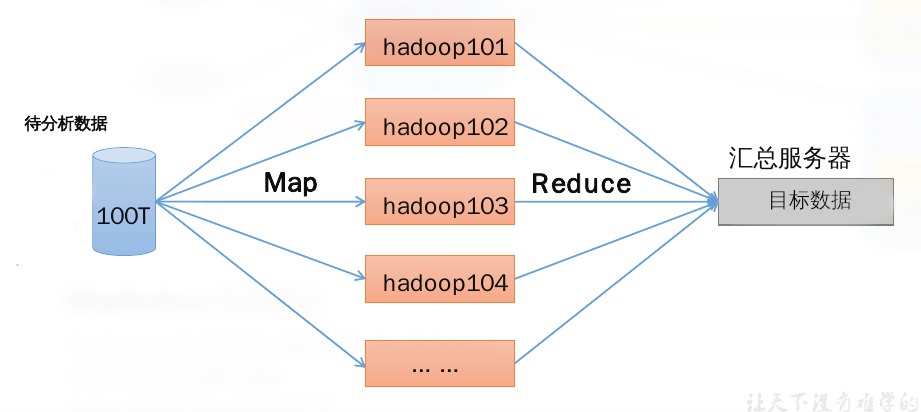 待分析数据
100T
Map
hadoop101
hadoop102
hadoop103
hadoop104
... ...
Reduce
汇总服务器
目标数据
让天下没有难学的